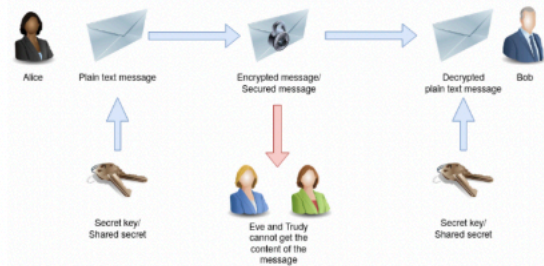 Alice
Plain text message
Encrypted message/
Secured message
Decrypted
plain text message
Bob
Secret key/
Shared secret
Eve and Trudy
cannot get the
content of the
message
Secret key/
Shared secret